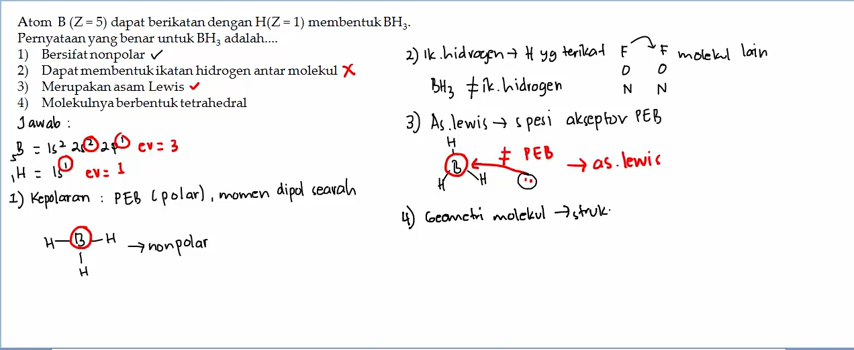 Atom B (Z = 5) dapat berikatan dengan H(Z = 1) membentuk BH₃.
Pernyataan yang benar untuk BH₃ adalah....
1) Bersifat nonpolar ✓
2) Dapat membentuk ikatan hidrogen antar molekul X
3) Merupakan asam Lewis ✓
4) Molekulnya berbentuk tetrahedral
Jawab :
₅B = 1s² 2s² 2p¹ ev = 3
₁H = 1s¹ ev = 1
1) Kepolaran : PEB (polar), momen dipol searah
H – B – H → nonpolar
H
2) Ik. hidrogen → H yg terikat F F molekul lain
O O
BH₃ ≠ ik. hidrogen N N
3) As. lewis → spesi akseptor PEB
H
B ≠ PEB → as. lewis
H H
4) Geometri molekul → struk.